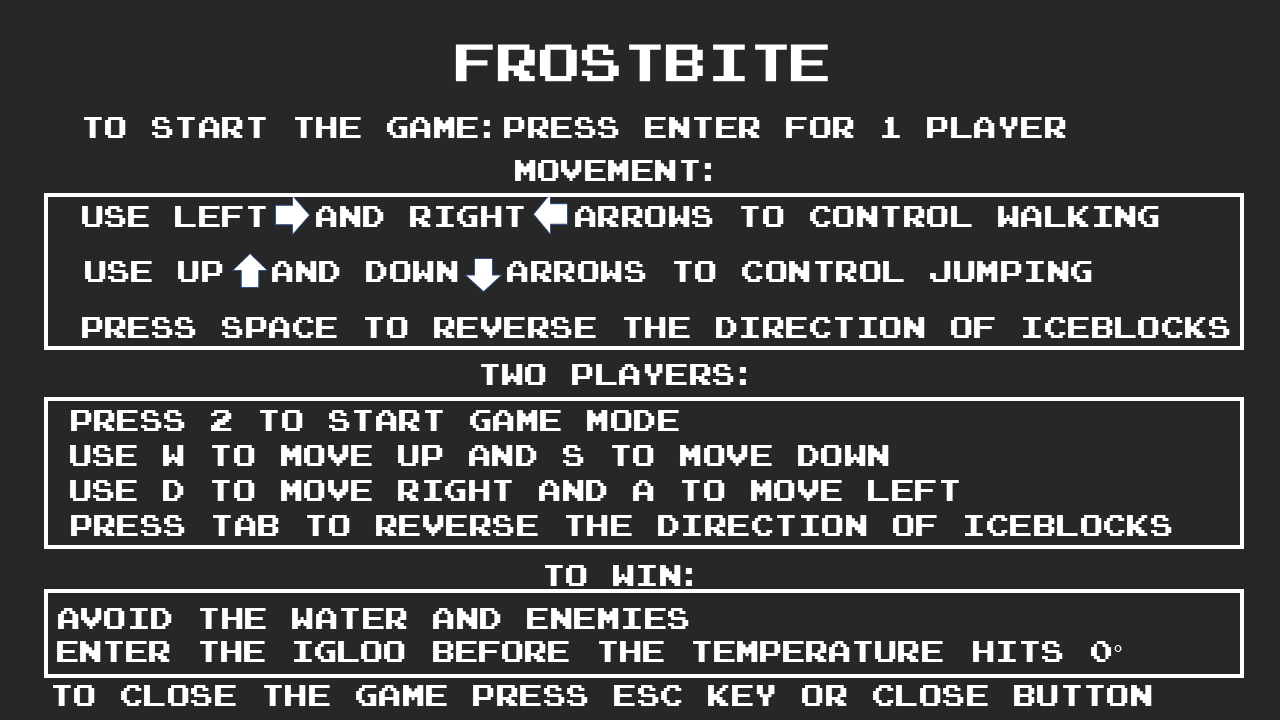 FROSTBITE
TO START THE GAME: PRESS ENTER FOR 1 PLAYER
MOVEMENT:
USE LEFT AND RIGHT ARROWS TO CONTROL WALKING
USE UP AND DOWN ARROWS TO CONTROL JUMPING
PRESS SPACE TO REVERSE THE DIRECTION OF ICEBLOCKS
TWO PLAYERS:
PRESS 2 TO START GAME MODE
USE W TO MOVE UP AND S TO MOVE DOWN
USE D TO MOVE RIGHT AND A TO MOVE LEFT
PRESS TAB TO REVERSE THE DIRECTION OF ICEBLOCKS
TO WIN:
AVOID THE WATER AND ENEMIES
ENTER THE IGLOO BEFORE THE TEMPERATURE HITS 0°
TO CLOSE THE GAME PRESS ESC KEY OR CLOSE BUTTON